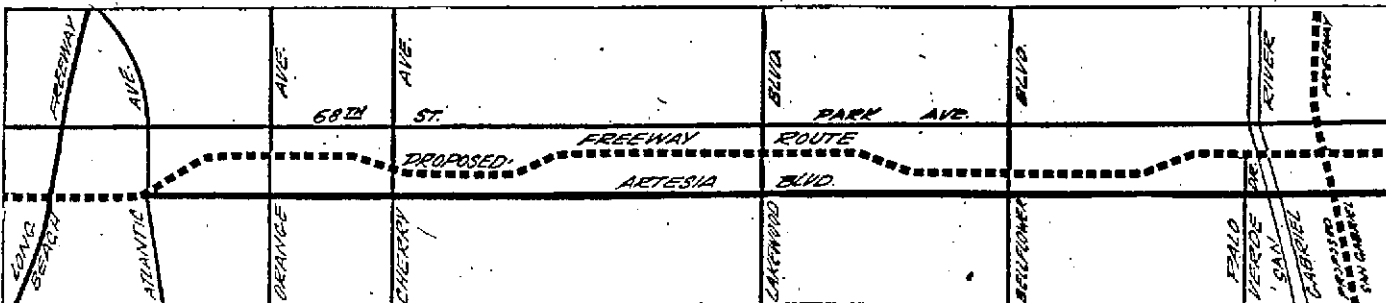 LONG BEACH FREEWAY
ATLANTIC AVE.
ORANGE AVE.
CHERRY AVE.
68TH ST.
PARK AVE.
PROPOSED FREEWAY ROUTE
ARTESIA BLVD.
LAKEWOOD BLVD.
BELLFLOWER BLVD.
PALO VERDE DR.
SAN GABRIEL RIVER
PROPOSED SAN GABRIEL FREEWAY